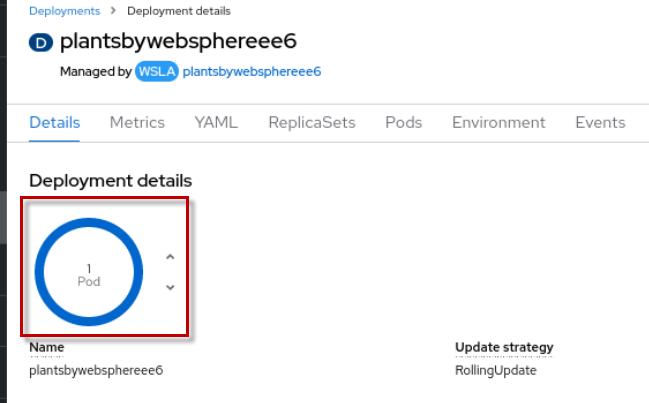 Deployments > Deployment details
D plantsbywebsphereee6
Managed by WSLA plantsbywebsphereee6
Details Metrics YAML ReplicaSets Pods Environment Events
Deployment details
1
Pod
Name Update strategy
plantsbywebsphereee6 RollingUpdate